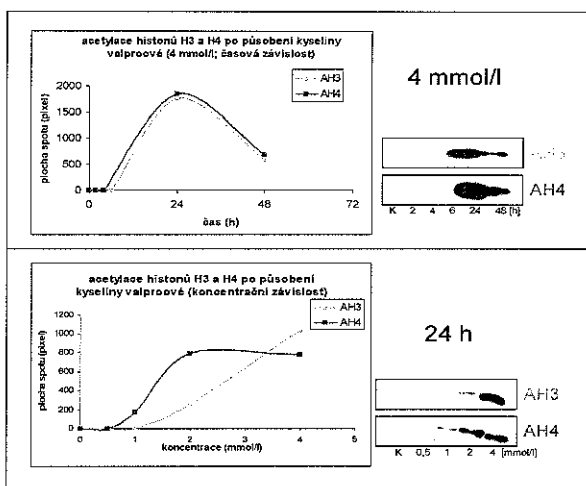 acetylace histonů H3 a H4 po působení kyseliny
valproové (4 mmol/l; časová závislost)
plocha spotu (pixel)
2000
1500
1000
500
0
AH3
AH4
0 24 48 72
čas (h)
4 mmol/l
AH4
K 2 4 6 24 48 [h]
acetylace histonů H3 a H4 po působení
kyseliny valproové (koncentrační závislost)
plocha spotu (pixel)
1200
1000
800
600
400
200
0
AH3
AH4
0 1 2 3 4 5
koncentrace (mmol/l)
24 h
AH3
AH4
K 0,5 1 2 4 [mmol/l]